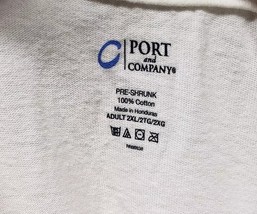 PORT
and
COMPANY®
PRE-SHRUNK
100% Cotton
Made in Honduras
ADULT 2XL/2TG/2XG